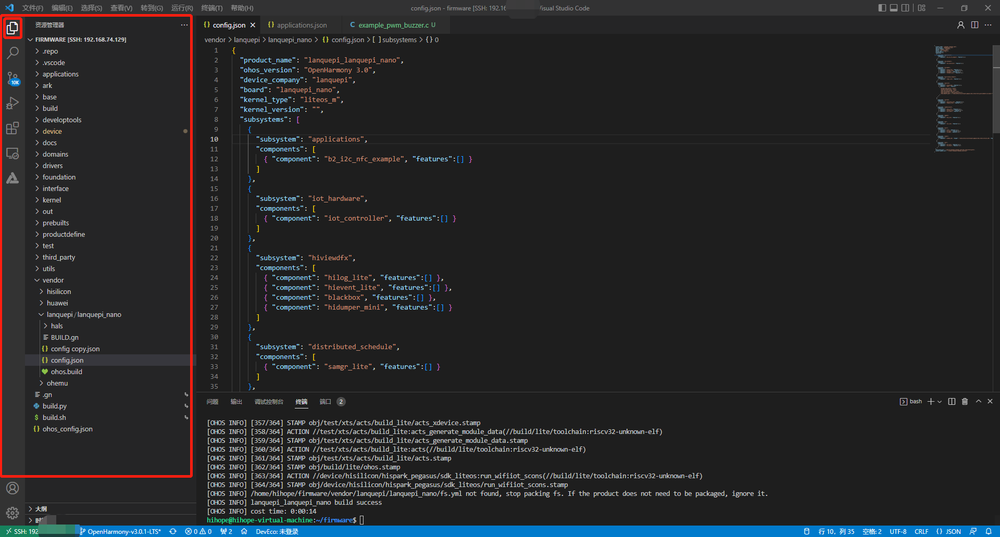 文件(F) 编辑(E) 选择(S) 查看(V) 转到(G) 运行(R) 终端(T) 帮助(H)
config.json - firmware [SSH: 192.16 Visual Studio Code
资源管理器
FIRMWARE [SSH: 192.168.74.129]
.repo
.vscode
applications
ark
base
build
developtools
device
docs
domains
drivers
foundation
interface
kernel
out
prebuilts
productdefine
test
third_party
utils
vendor
hisilicon
huawei
lanquepi/lanquepi_nano
hals
BUILD.gn
config copy.json
config.json
ohos.build
ohemu
.gn
build.py
build.sh
ohos_config.json
大纲
10K
{} config.json
{} applications.json
C example_pwm_buzzer.c U
vendor > lanquepi > lanquepi_nano > {} config.json > [ ] subsystems > {} 0
1 {
2 "product_name": "lanquepi_lanquepi_nano",
3 "ohos_version": "OpenHarmony 3.0",
4 "device_company": "lanquepi",
5 "board": "lanquepi_nano",
6 "kernel_type": "liteos_m",
7 "kernel_version": "",
8 "subsystems": [
9 {
10 "subsystem": "applications",
11 "components": [
12 { "component": "b2_i2c_nfc_example", "features":[] }
13 ]
14 },
15 {
16 "subsystem": "iot_hardware",
17 "components": [
18 { "component": "iot_controller", "features":[] }
19 ]
20 },
21 {
22 "subsystem": "hiviewdfx",
23 "components": [
24 { "component": "hilog_lite", "features":[] },
25 { "component": "hievent_lite", "features":[] },
26 { "component": "blackbox", "features":[] },
27 { "component": "hidumper_mini", "features":[] }
28 ]
29 },
30 {
31 "subsystem": "distributed_schedule",
32 "components": [
33 { "component": "samgr_lite", "features":[] }
34 ]
35 },
问题 输出 调试控制台 终端 端口 2
bash
[OHOS INFO] [357/364] STAMP obj/test/xts/acts/build_lite/acts_xdevice.stamp
[OHOS INFO] [358/364] ACTION //test/xts/acts/build_lite:acts_generate_module_data(//build/lite/toolchain:riscv32-unknown-elf)
[OHOS INFO] [359/364] STAMP obj/test/xts/acts/build_lite/acts_generate_module_data.stamp
[OHOS INFO] [360/364] ACTION //test/xts/acts/build_lite:acts(//build/lite/toolchain:riscv32-unknown-elf)
[OHOS INFO] [361/364] STAMP obj/test/xts/acts/build_lite/acts.stamp
[OHOS INFO] [362/364] STAMP obj/build/lite/ohos.stamp
[OHOS INFO] [363/364] ACTION //device/hisilicon/hispark_pegasus/sdk_liteos:run_wifiiot_scons(//build/lite/toolchain:riscv32-unknown-elf)
[OHOS INFO] [364/364] STAMP obj/device/hisilicon/hispark_pegasus/sdk_liteos/run_wifiiot_scons.stamp
[OHOS INFO] /home/hihope/firmware/vendor/lanquepi/lanquepi_nano/fs.yml not found, stop packing fs. If the product does not need to be packaged, ignore it.
[OHOS INFO] lanquepi_lanquepi_nano build success
[OHOS INFO] cost time: 0:00:14
hihope@hihope-virtual-machine:~/firmware$
SSH: 192 OpenHarmony-v3.0.1-LTS* 0 0 2 DevEco: 未登录 行 10，列 35 空格: 2 UTF-8 CRLF {} JSON